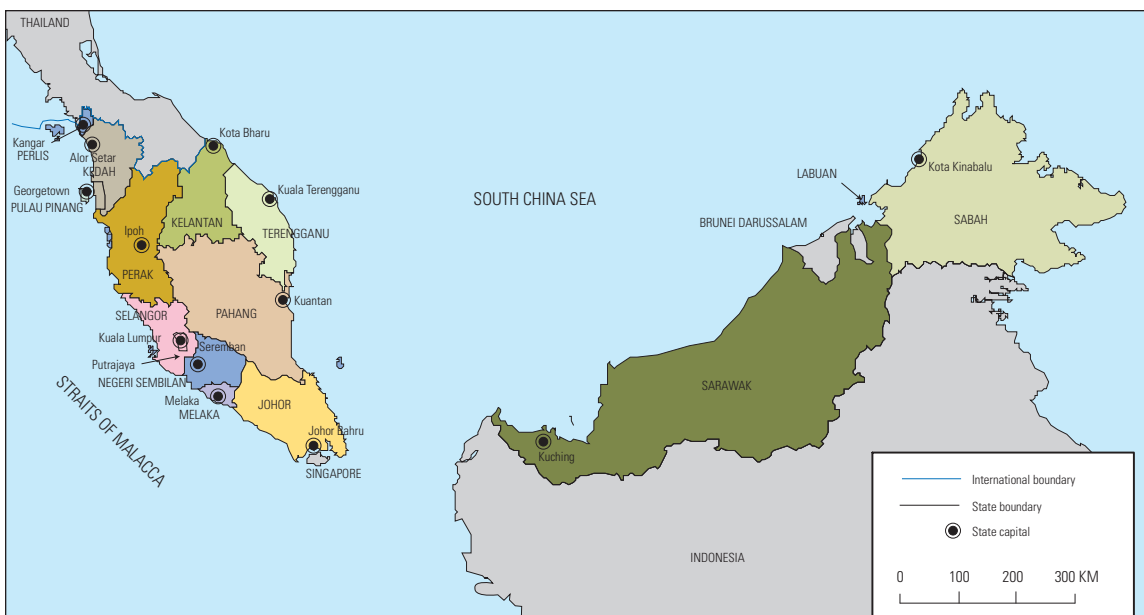 THAILAND
Kota Bharu
Kangar
PERLIS
Alor Setar
KEDAH
Georgetown
PULAU PINANG
Kuala Terengganu
KELANTAN
TERENGGANU
Ipoh
PERAK
Kuantan
PAHANG
SELANGOR
Kuala Lumpur
Seremban
Putrajaya
NEGERI SEMBILAN
Melaka
MELAKA
JOHOR
Johor Bahru
SINGAPORE
STRAITS OF MALACCA
SOUTH CHINA SEA
Kota Kinabalu
LABUAN
BRUNEI DARUSSALAM
SABAH
SARAWAK
Kuching
INDONESIA
International boundary
State boundary
State capital
0 100 200 300 KM